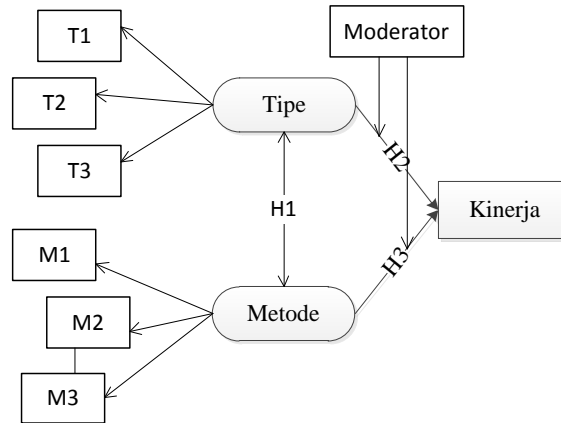 T1
Moderator
T2
Tipe
T3
H2
H1
Kinerja
M1
H3
M2
Metode
M3